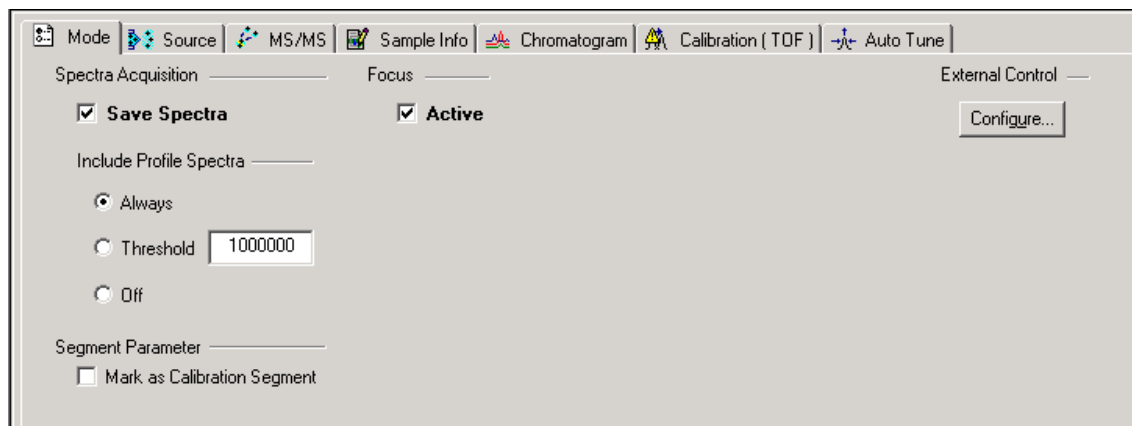 Mode Source MS/MS Sample Info Chromatogram Calibration ( TOF ) Auto Tune
Spectra Acquisition Focus External Control
Save Spectra Active Configure...
Include Profile Spectra
Always
Threshold 1000000
Off
Segment Parameter
Mark as Calibration Segment